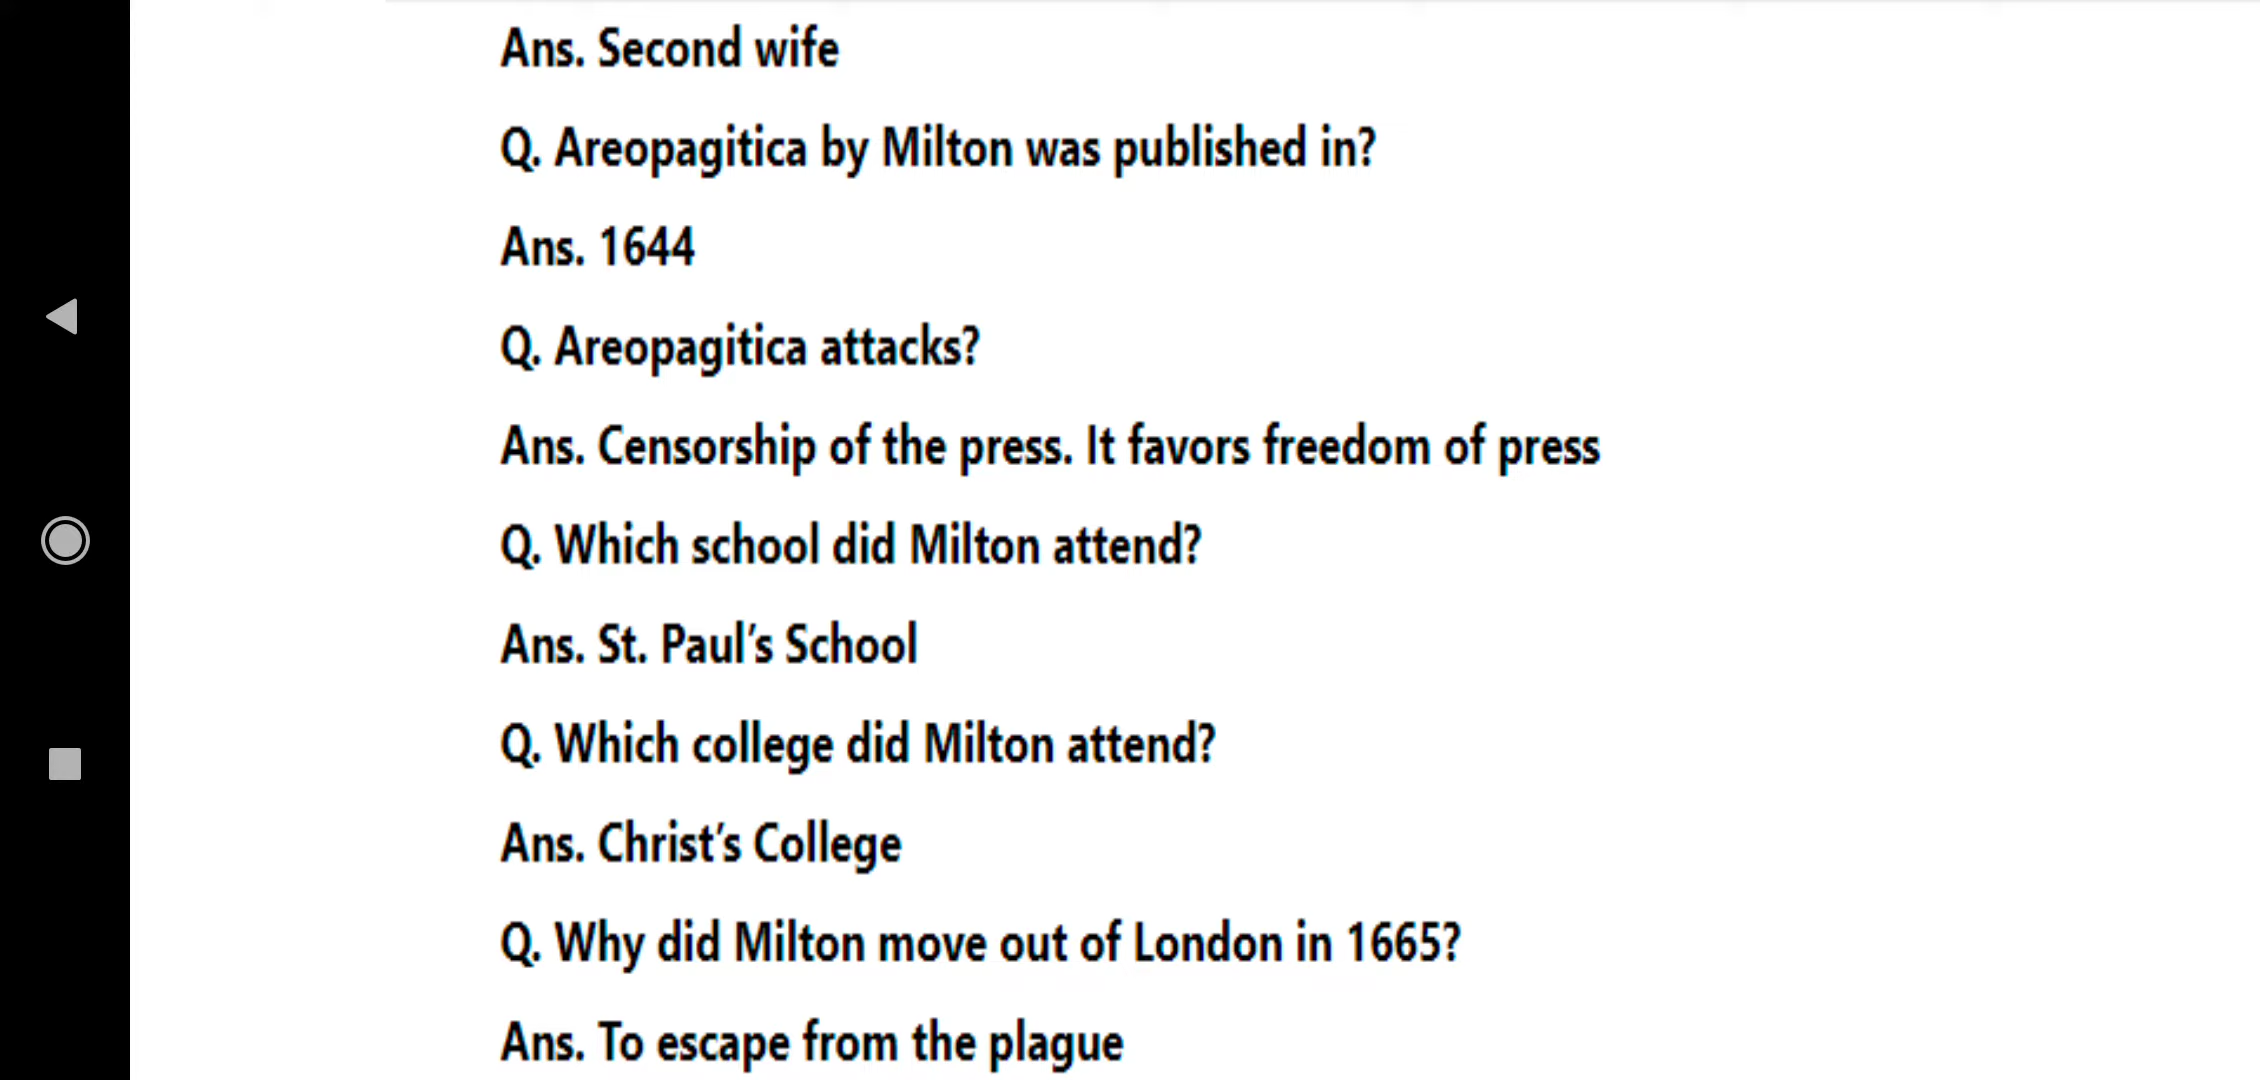 Ans. Second wife
Q. Areopagitica by Milton was published in?
Ans. 1644
Q. Areopagitica attacks?
Ans. Censorship of the press. It favors freedom of press
Q. Which school did Milton attend?
Ans. St. Paul’s School
Q. Which college did Milton attend?
Ans. Christ’s College
Q. Why did Milton move out of London in 1665?
Ans. To escape from the plague